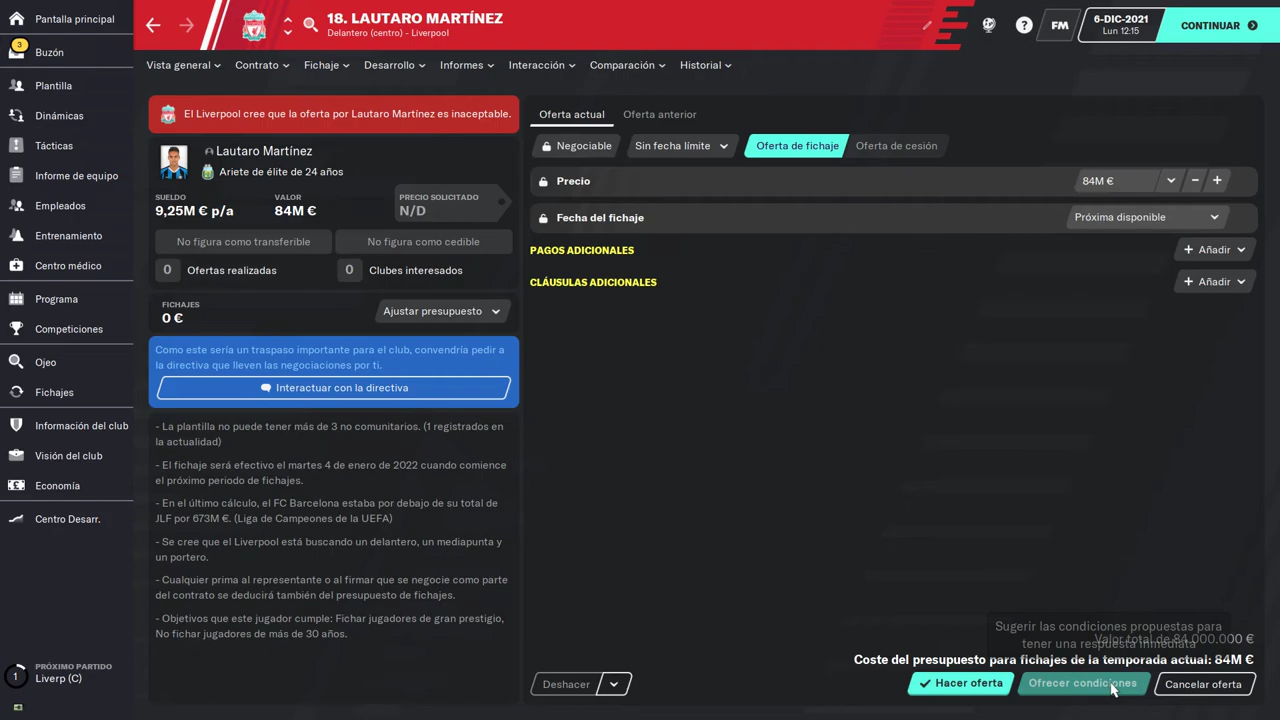 Pantalla principal
3
Buzón
Plantilla
Dinámicas
Tácticas
Informe de equipo
Empleados
Entrenamiento
Centro médico
Programa
Competiciones
Ojeo
Fichajes
Información del club
Visión del club
Economía
Centro Desarr.
1
PRÓXIMO PARTIDO
Liverp (C)
18. LAUTARO MARTÍNEZ
Delantero (centro) - Liverpool
?
FM
6-DIC-2021
Lun 12:15
CONTINUAR
Vista general
Contrato
Fichaje
Desarrollo
Informes
Interacción
Comparación
Historial
El Liverpool cree que la oferta por Lautaro Martínez es inaceptable.
Lautaro Martínez
Ariete de élite de 24 años
SUELDO
9,25M € p/a
VALOR
84M €
PRECIO SOLICITADO
N/D
No figura como transferible
No figura como cedible
0 Ofertas realizadas
0 Clubes interesados
FICHAJES
0 €
Ajustar presupuesto
Como este sería un traspaso importante para el club, convendría pedir a
la directiva que lleven las negociaciones por ti.
Interactuar con la directiva
- La plantilla no puede tener más de 3 no comunitarios. (1 registrados en
la actualidad)
- El fichaje será efectivo el martes 4 de enero de 2022 cuando comience
el próximo periodo de fichajes.
- En el último cálculo, el FC Barcelona estaba por debajo de su total de
JLF por 673M €. (Liga de Campeones de la UEFA)
- Se cree que el Liverpool está buscando un delantero, un mediapunta y
un portero.
- Cualquier prima al representante o al firmar que se negocie como parte
del contrato se deducirá también del presupuesto de fichajes.
- Objetivos que este jugador cumple: Fichar jugadores de gran prestigio,
No fichar jugadores de más de 30 años.
Oferta actual
Oferta anterior
Negociable
Sin fecha límite
Oferta de fichaje
Oferta de cesión
Precio
84M €
Fecha del fichaje
Próxima disponible
PAGOS ADICIONALES
Añadir
CLÁUSULAS ADICIONALES
Añadir
Sugerir las condiciones propuestas para
tener una respuesta inmediata
Valor total de 84.000.000 €
Coste del presupuesto para fichajes de la temporada actual: 84M €
Deshacer
Hacer oferta
Ofrecer condiciones
Cancelar oferta